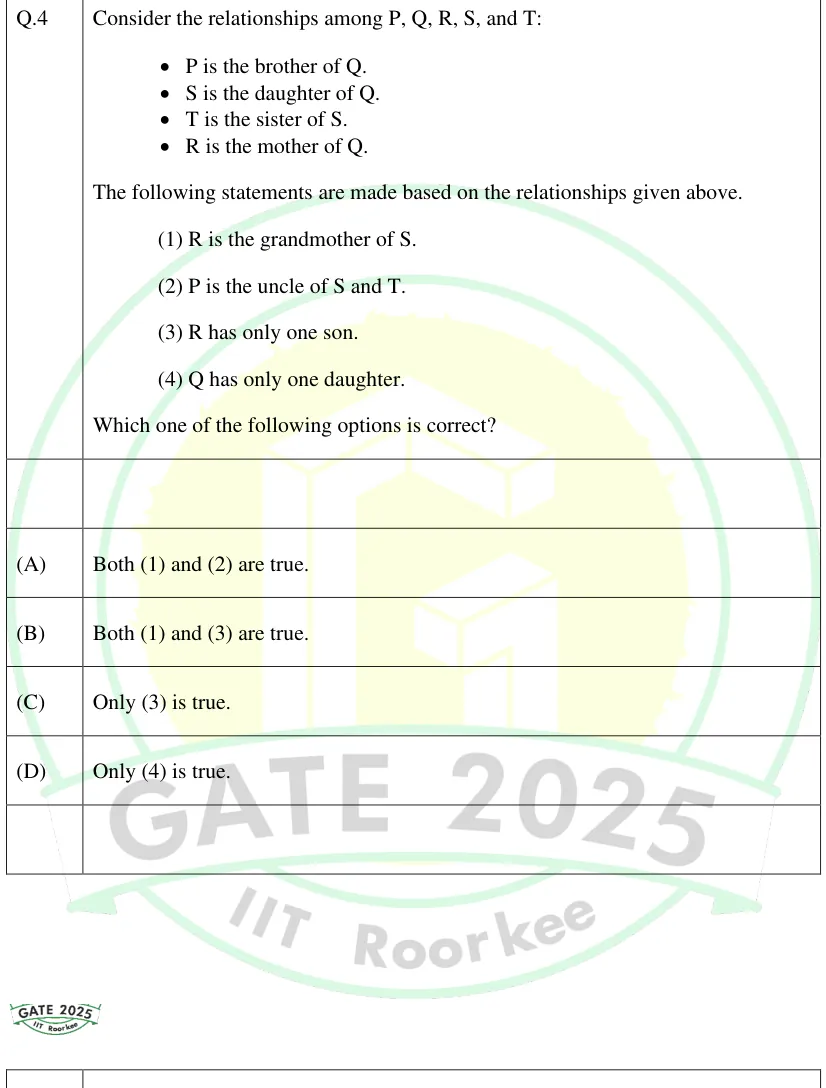 Q.4 Consider the relationships among P, Q, R, S, and T:
• P is the brother of Q.
• S is the daughter of Q.
• T is the sister of S.
• R is the mother of Q.
The following statements are made based on the relationships given above.
(1) R is the grandmother of S.
(2) P is the uncle of S and T.
(3) R has only one son.
(4) Q has only one daughter.
Which one of the following options is correct?
(A) Both (1) and (2) are true.
(B) Both (1) and (3) are true.
(C) Only (3) is true.
(D) Only (4) is true.
GATE 2025
IIT Roorkee
GATE 2025
IIT Roorkee